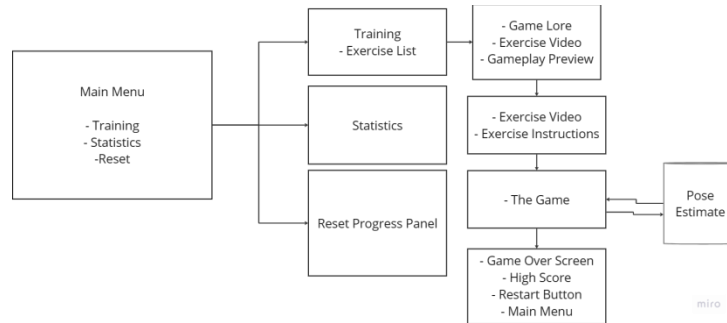 Main Menu
- Training
- Statistics
-Reset
Training
- Exercise List
Statistics
Reset Progress Panel
- Game Lore
- Exercise Video
- Gameplay Preview
- Exercise Video
- Exercise Instructions
- The Game
- Game Over Screen
- High Score
- Restart Button
- Main Menu
Pose
Estimate
miro